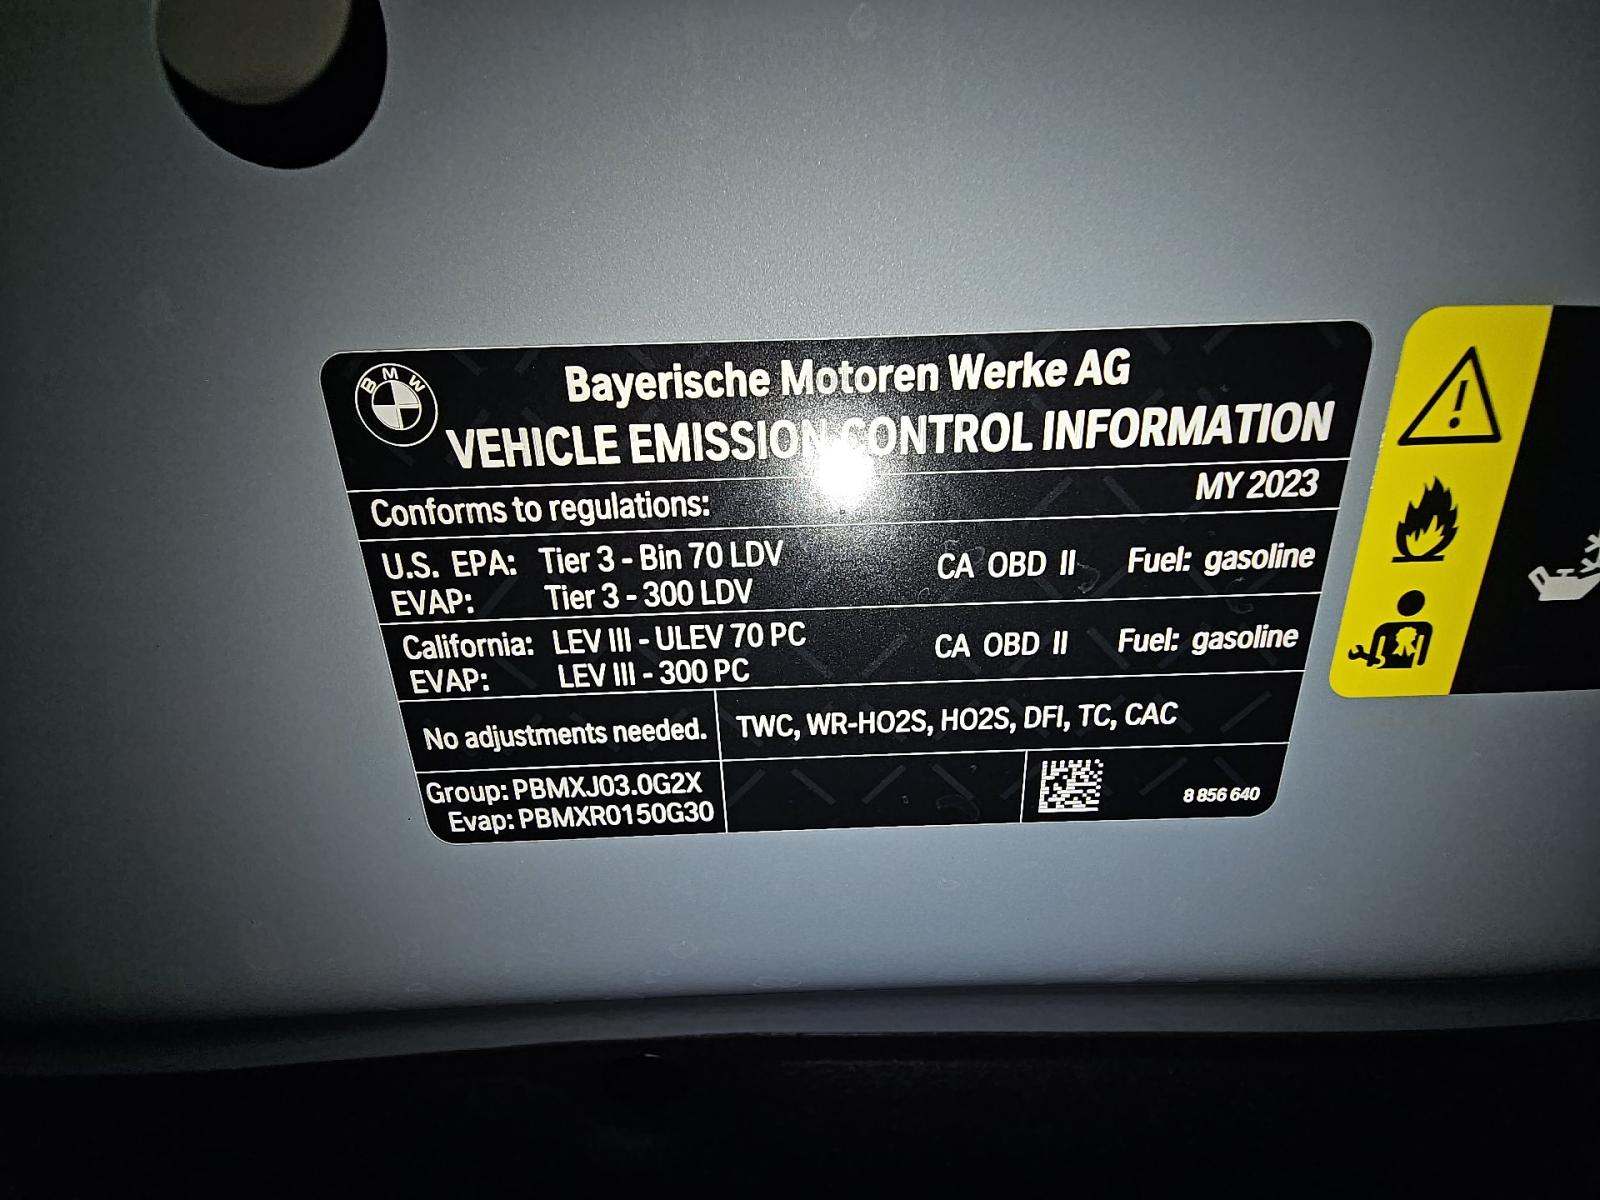 BMW
Bayerische Motoren Werke AG
VEHICLE EMISSION CONTROL INFORMATION
Conforms to regulations: MY 2023
U.S. EPA: Tier 3 - Bin 70 LDV CA OBD II Fuel: gasoline
EVAP: Tier 3 - 300 LDV
California: LEV III - ULEV 70 PC CA OBD II Fuel: gasoline
EVAP: LEV III - 300 PC
No adjustments needed. TWC, WR-HO2S, HO2S, DFI, TC, CAC
Group: PBMXJ03.0G2X
Evap: PBMXR0150G30
8 856 640